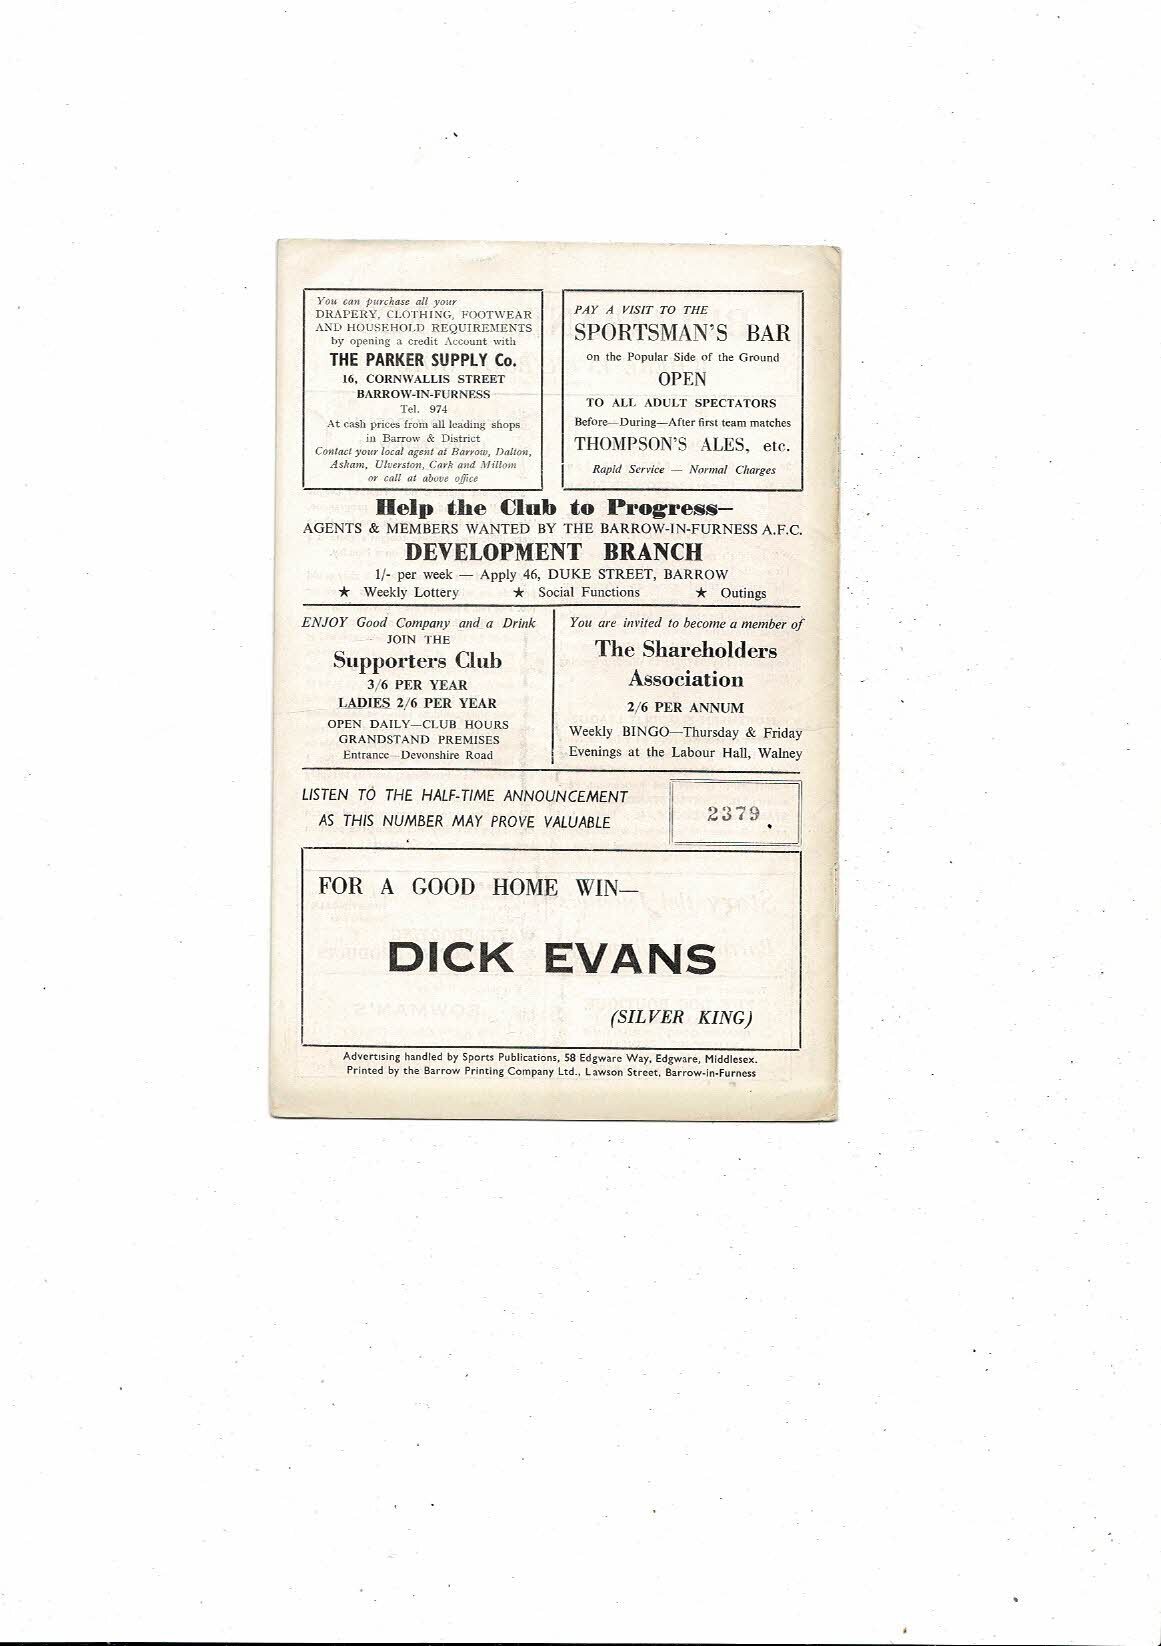 You can purchase all your
DRAPERY, CLOTHING, FOOTWEAR
AND HOUSEHOLD REQUIREMENTS
by opening a credit Account with
THE PARKER SUPPLY Co.
16, CORNWALLIS STREET
BARROW-IN-FURNESS
Tel. 974
At cash prices from all leading shops
in Barrow & District
Contact your local agent at Barrow, Dalton,
Askam, Ulverston, Cark and Millom
or call at above office
PAY A VISIT TO THE
SPORTSMAN'S BAR
on the Popular Side of the Ground
OPEN
TO ALL ADULT SPECTATORS
Before—During—After first team matches
THOMPSON'S ALES, etc.
Rapid Service — Normal Charges
Help the Club to Progress—
AGENTS & MEMBERS WANTED BY THE BARROW-IN-FURNESS A.F.C.
DEVELOPMENT BRANCH
1/- per week — Apply 46, DUKE STREET, BARROW
★ Weekly Lottery ★ Social Functions ★ Outings
ENJOY Good Company and a Drink
JOIN THE
Supporters Club
3/6 PER YEAR
LADIES 2/6 PER YEAR
OPEN DAILY—CLUB HOURS
GRANDSTAND PREMISES
Entrance—Devonshire Road
You are invited to become a member of
The Shareholders
Association
2/6 PER ANNUM
Weekly BINGO—Thursday & Friday
Evenings at the Labour Hall, Walney
LISTEN TO THE HALF-TIME ANNOUNCEMENT
AS THIS NUMBER MAY PROVE VALUABLE
2379
FOR A GOOD HOME WIN—
DICK EVANS
(SILVER KING)
Advertising handled by Sports Publications, 58 Edgware Way, Edgware, Middlesex.
Printed by the Barrow Printing Company Ltd., Lawson Street, Barrow-in-Furness